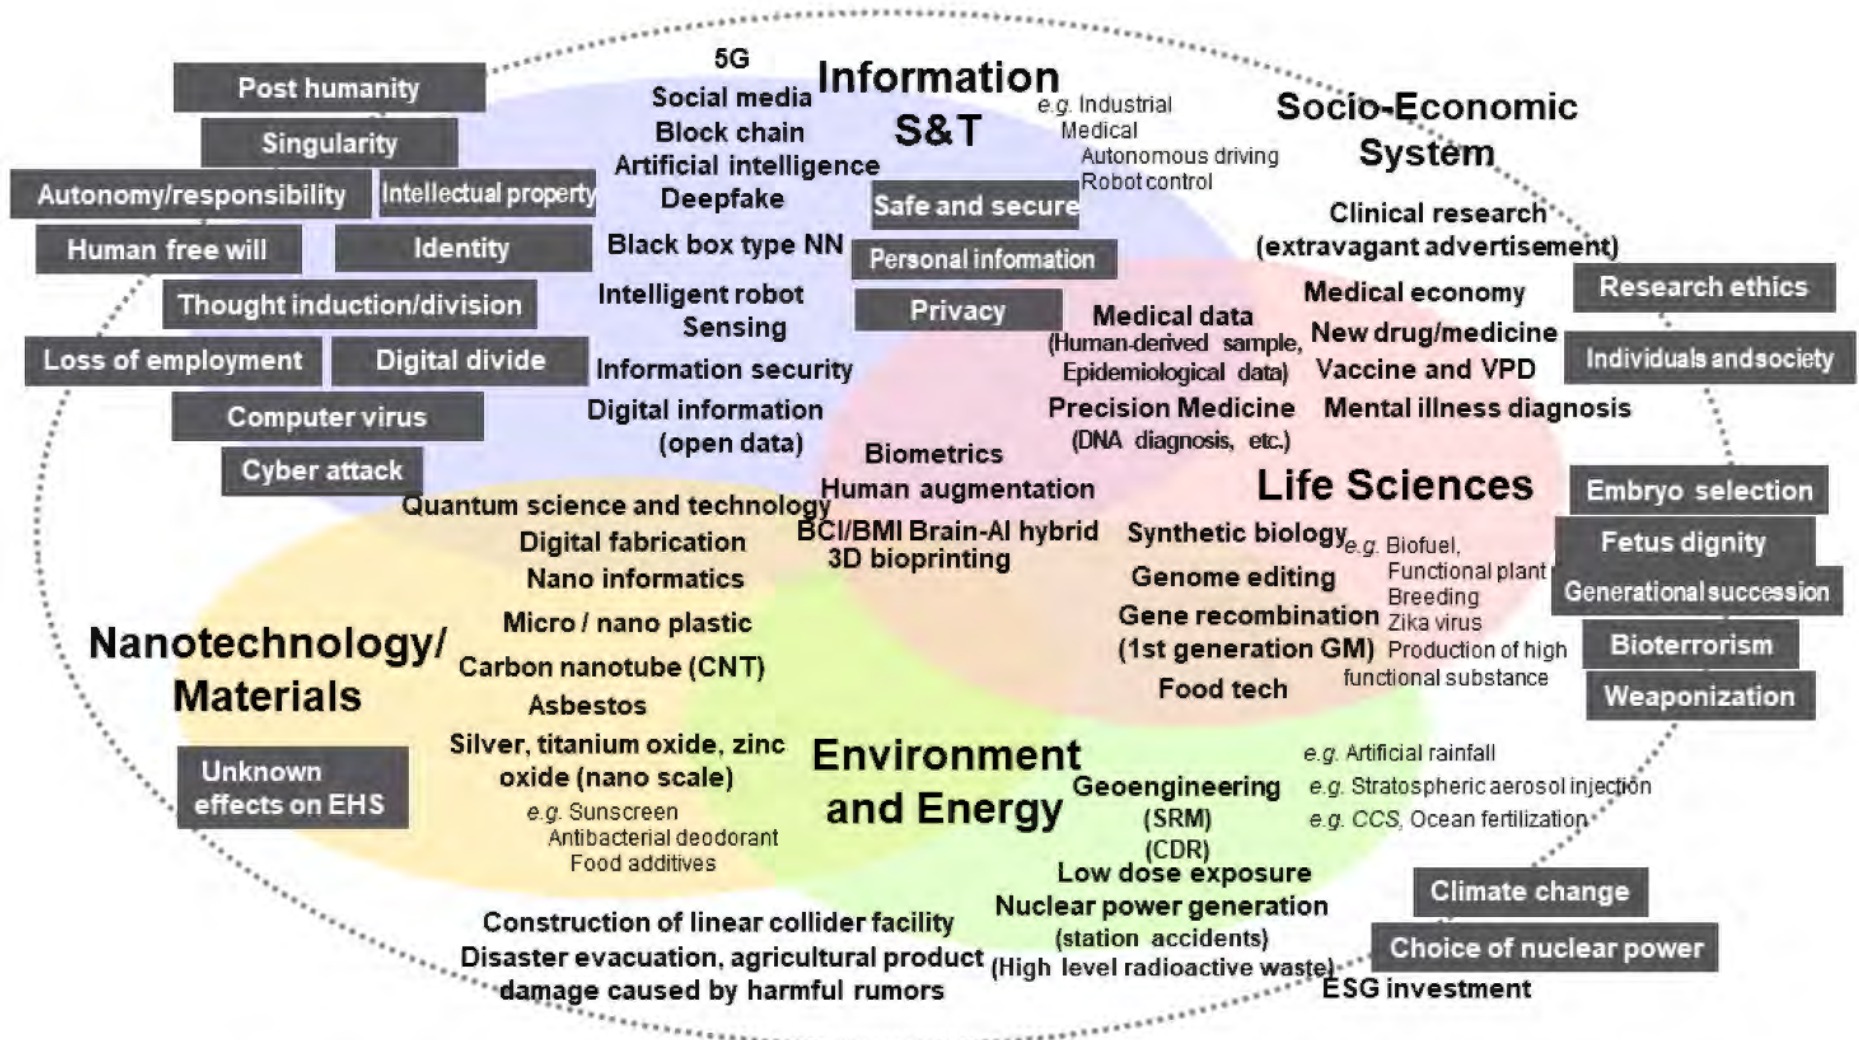 5G
Information
S&T
Social media
Block chain
Artificial intelligence
Deepfake
Black box type NN
Intelligent robot
Sensing
Information security
Digital information
(open data)
e.g. Industrial
Medical
Autonomous driving
Robot control
Safe and secure
Personal information
Privacy
Post humanity
Singularity
Autonomy/responsibility
Intellectual property
Human free will
Identity
Thought induction/division
Loss of employment
Digital divide
Computer virus
Cyber attack
Socio-Economic
System
Clinical research
(extravagant advertisement)
Medical economy
New drug/medicine
Vaccine and VPD
Mental illness diagnosis
Research ethics
Individuals and society
Medical data
(Human-derived sample,
Epidemiological data)
Precision Medicine
(DNA diagnosis, etc.)
Biometrics
Human augmentation
BCI/BMI Brain-AI hybrid
3D bioprinting
Life Sciences
Synthetic biology
Genome editing
Gene recombination
(1st generation GM)
Food tech
e.g. Biofuel,
Functional plant
Breeding
Zika virus
Production of high
functional substance
Embryo selection
Fetus dignity
Generational succession
Bioterrorism
Weaponization
Quantum science and technology
Digital fabrication
Nano informatics
Micro / nano plastic
Nanotechnology/
Materials
Carbon nanotube (CNT)
Asbestos
Silver, titanium oxide, zinc
oxide (nano scale)
e.g. Sunscreen
Antibacterial deodorant
Food additives
Unknown
effects on EHS
Environment
and Energy
Geoengineering
(SRM)
(CDR)
e.g. Artificial rainfall
e.g. Stratospheric aerosol injection
e.g. CCS, Ocean fertilization
Low dose exposure
Nuclear power generation
(station accidents)
(High level radioactive waste)
Climate change
Choice of nuclear power
ESG investment
Construction of linear collider facility
Disaster evacuation, agricultural product
damage caused by harmful rumors